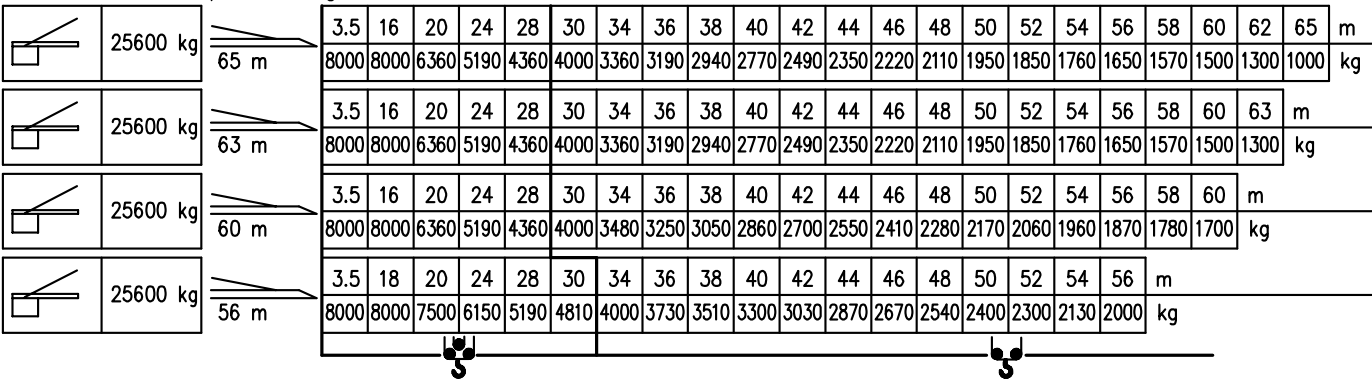 3.5 16 20 24 28 30 34 36 38 40 42 44 46 48 50 52 54 56 58 60 62 65 m
25600 kg
65 m
8000 8000 6360 5190 4360 4000 3360 3190 2940 2770 2490 2350 2220 2110 1950 1850 1760 1650 1570 1500 1300 1000 kg
3.5 16 20 24 28 30 34 36 38 40 42 44 46 48 50 52 54 56 58 60 63 m
25600 kg
63 m
8000 8000 6360 5190 4360 4000 3360 3190 2940 2770 2490 2350 2220 2110 1950 1850 1760 1650 1570 1500 1300 kg
3.5 16 20 24 28 30 34 36 38 40 42 44 46 48 50 52 54 56 58 60 m
25600 kg
60 m
8000 8000 6360 5190 4360 4000 3480 3250 3050 2860 2700 2550 2410 2280 2170 2060 1960 1870 1780 1700 kg
3.5 18 20 24 28 30 34 36 38 40 42 44 46 48 50 52 54 56 m
25600 kg
56 m
8000 8000 7500 6150 5190 4810 4000 3730 3510 3300 3030 2870 2670 2540 2400 2300 2130 2000 kg